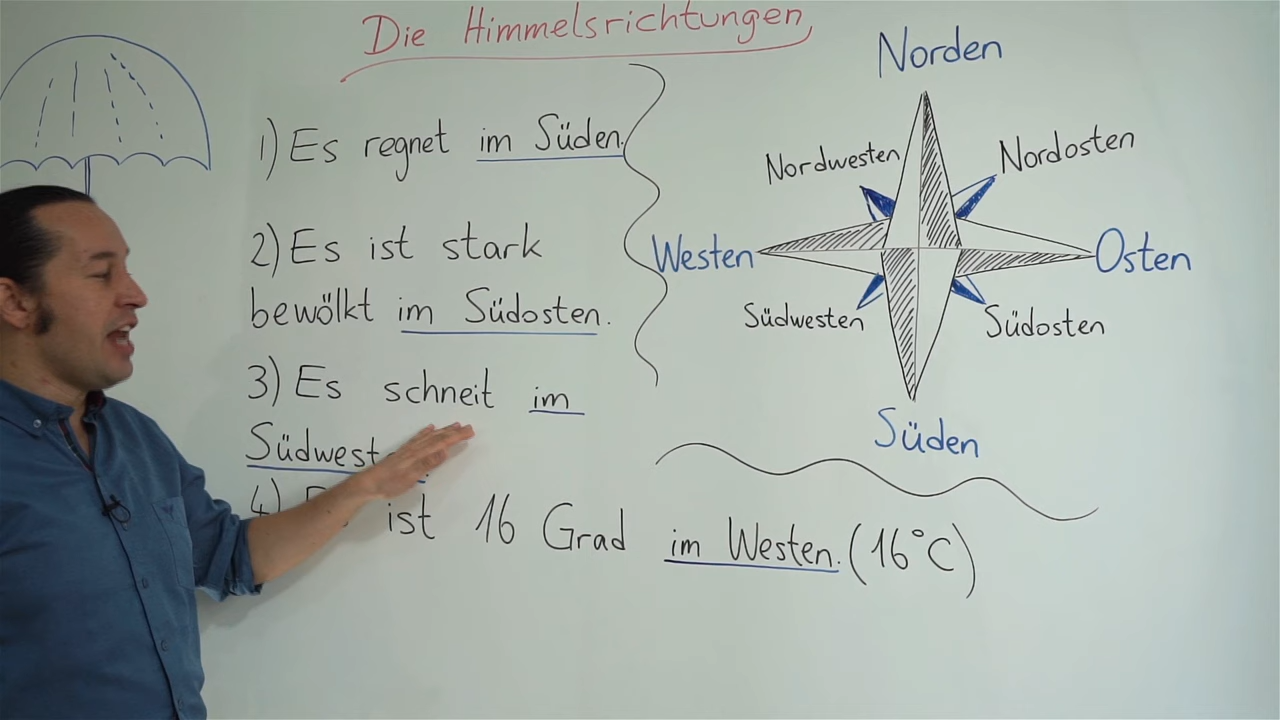 Die Himmelsrichtungen
1) Es regnet im Süden.
2) Es ist stark
bewölkt im Südosten.
3) Es schneit im
Südwest
4) ist 16 Grad im Westen. (16°C)
Norden
Nordwesten
Nordosten
Westen
Osten
Südwesten
Südosten
Süden